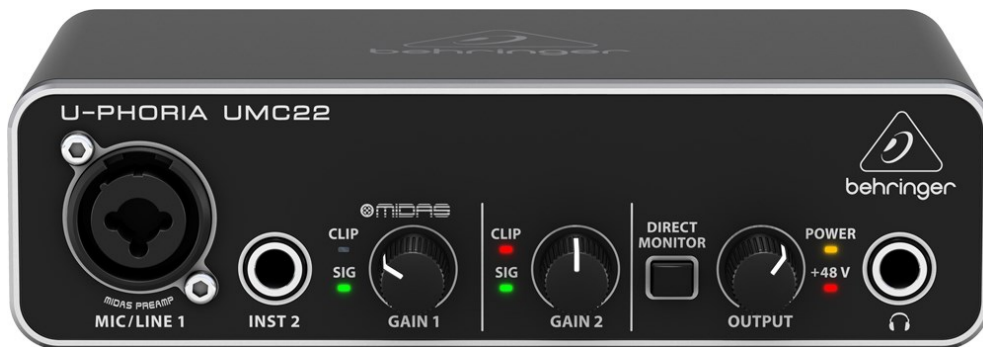 behringer
U-PHORIA UMC22
behringer
MIDAS
CLIP
SIG
MIDAS PREAMP
MIC/LINE 1
INST 2
GAIN 1
CLIP
SIG
GAIN 2
DIRECT
MONITOR
OUTPUT
POWER
+48 V